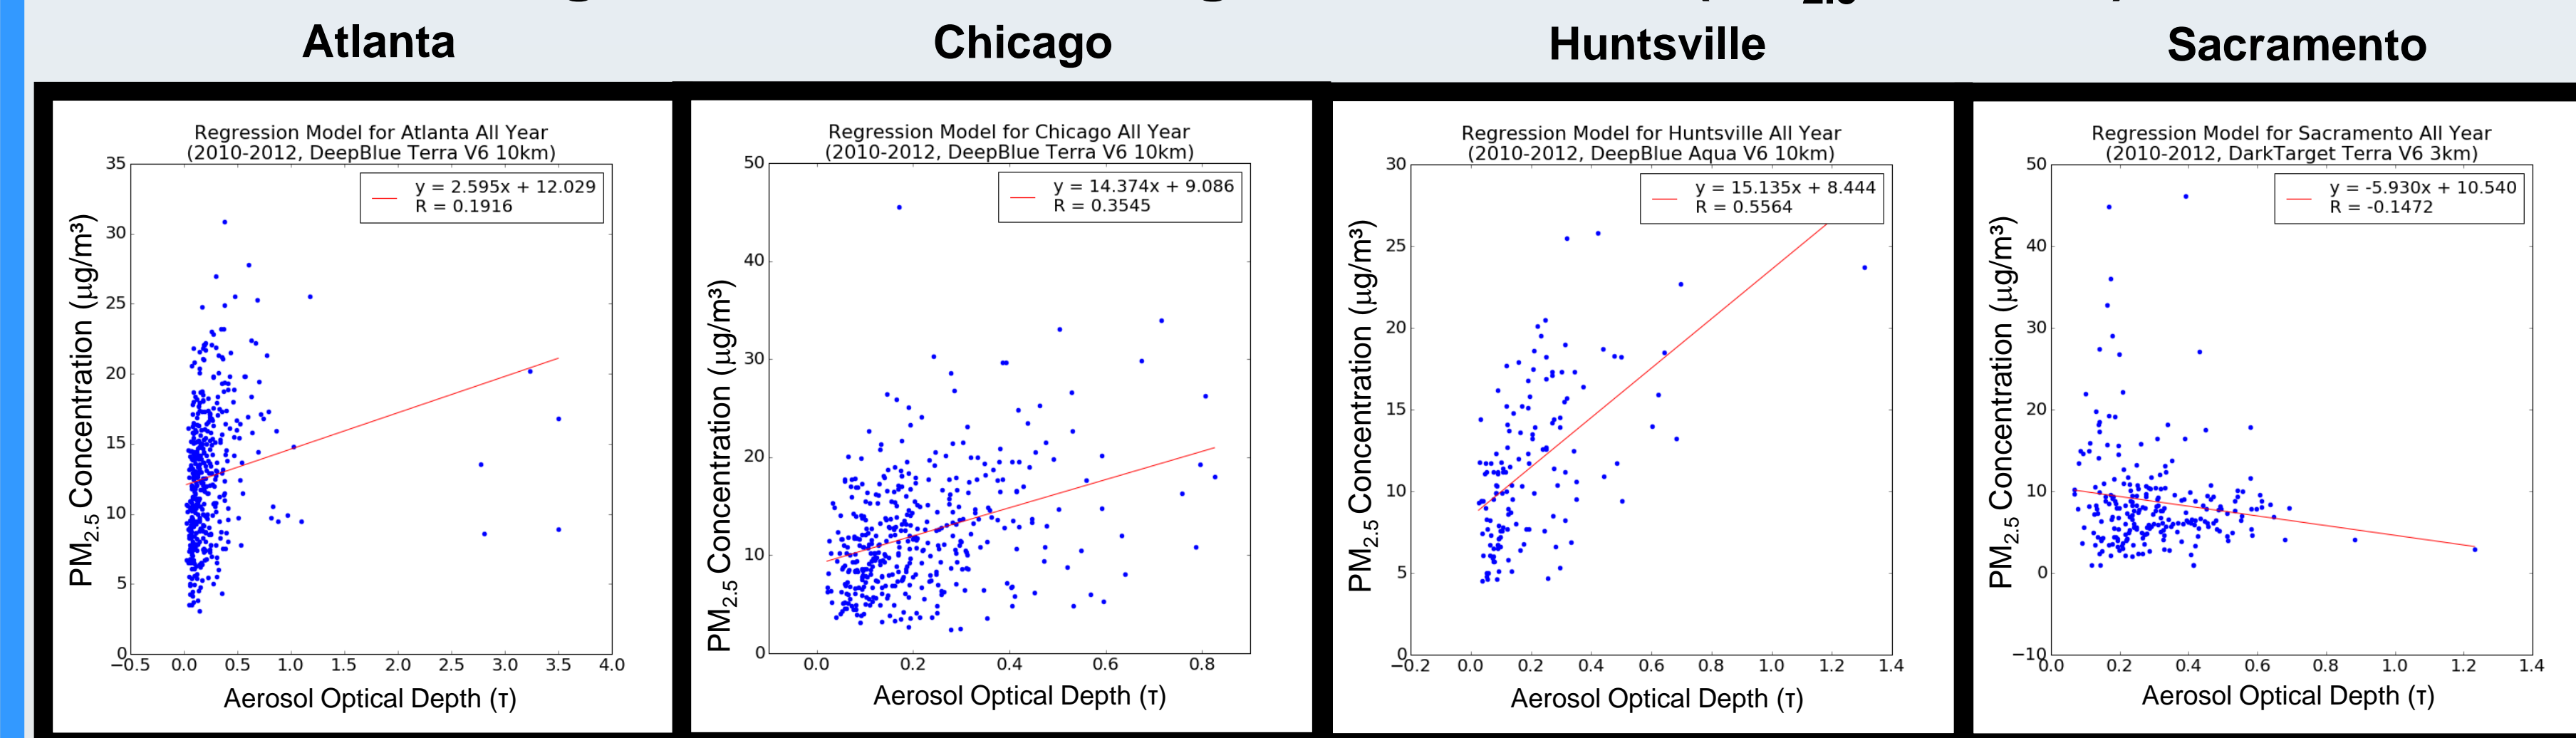 2.5
Atlanta
Chicago
Huntsville
Sacramento
Regression Model for Atlanta All Year
(2010-2012, DeepBlue Terra V6 10km)
y = 2.595x + 12.029
R = 0.1916
PM2.5 Concentration (μg/m³)
35
30
25
20
15
10
5
0
−0.5 0.0 0.5 1.0 1.5 2.0 2.5 3.0 3.5 4.0
Aerosol Optical Depth (τ)
Regression Model for Chicago All Year
(2010-2012, DeepBlue Terra V6 10km)
y = 14.374x + 9.086
R = 0.3545
PM2.5 Concentration (μg/m³)
50
40
30
20
10
0
0.0 0.2 0.4 0.6 0.8
Aerosol Optical Depth (τ)
Regression Model for Huntsville All Year
(2010-2012, DeepBlue Aqua V6 10km)
y = 15.135x + 8.444
R = 0.5564
PM2.5 Concentration (μg/m³)
30
25
20
15
10
5
0
−0.2 0.0 0.2 0.4 0.6 0.8 1.0 1.2 1.4
Aerosol Optical Depth (τ)
Regression Model for Sacramento All Year
(2010-2012, DarkTarget Terra V6 3km)
y = -5.930x + 10.540
R = -0.1472
PM2.5 Concentration (μg/m³)
50
40
30
20
10
0
−10
0.0 0.2 0.4 0.6 0.8 1.0 1.2 1.4
Aerosol Optical Depth (τ)